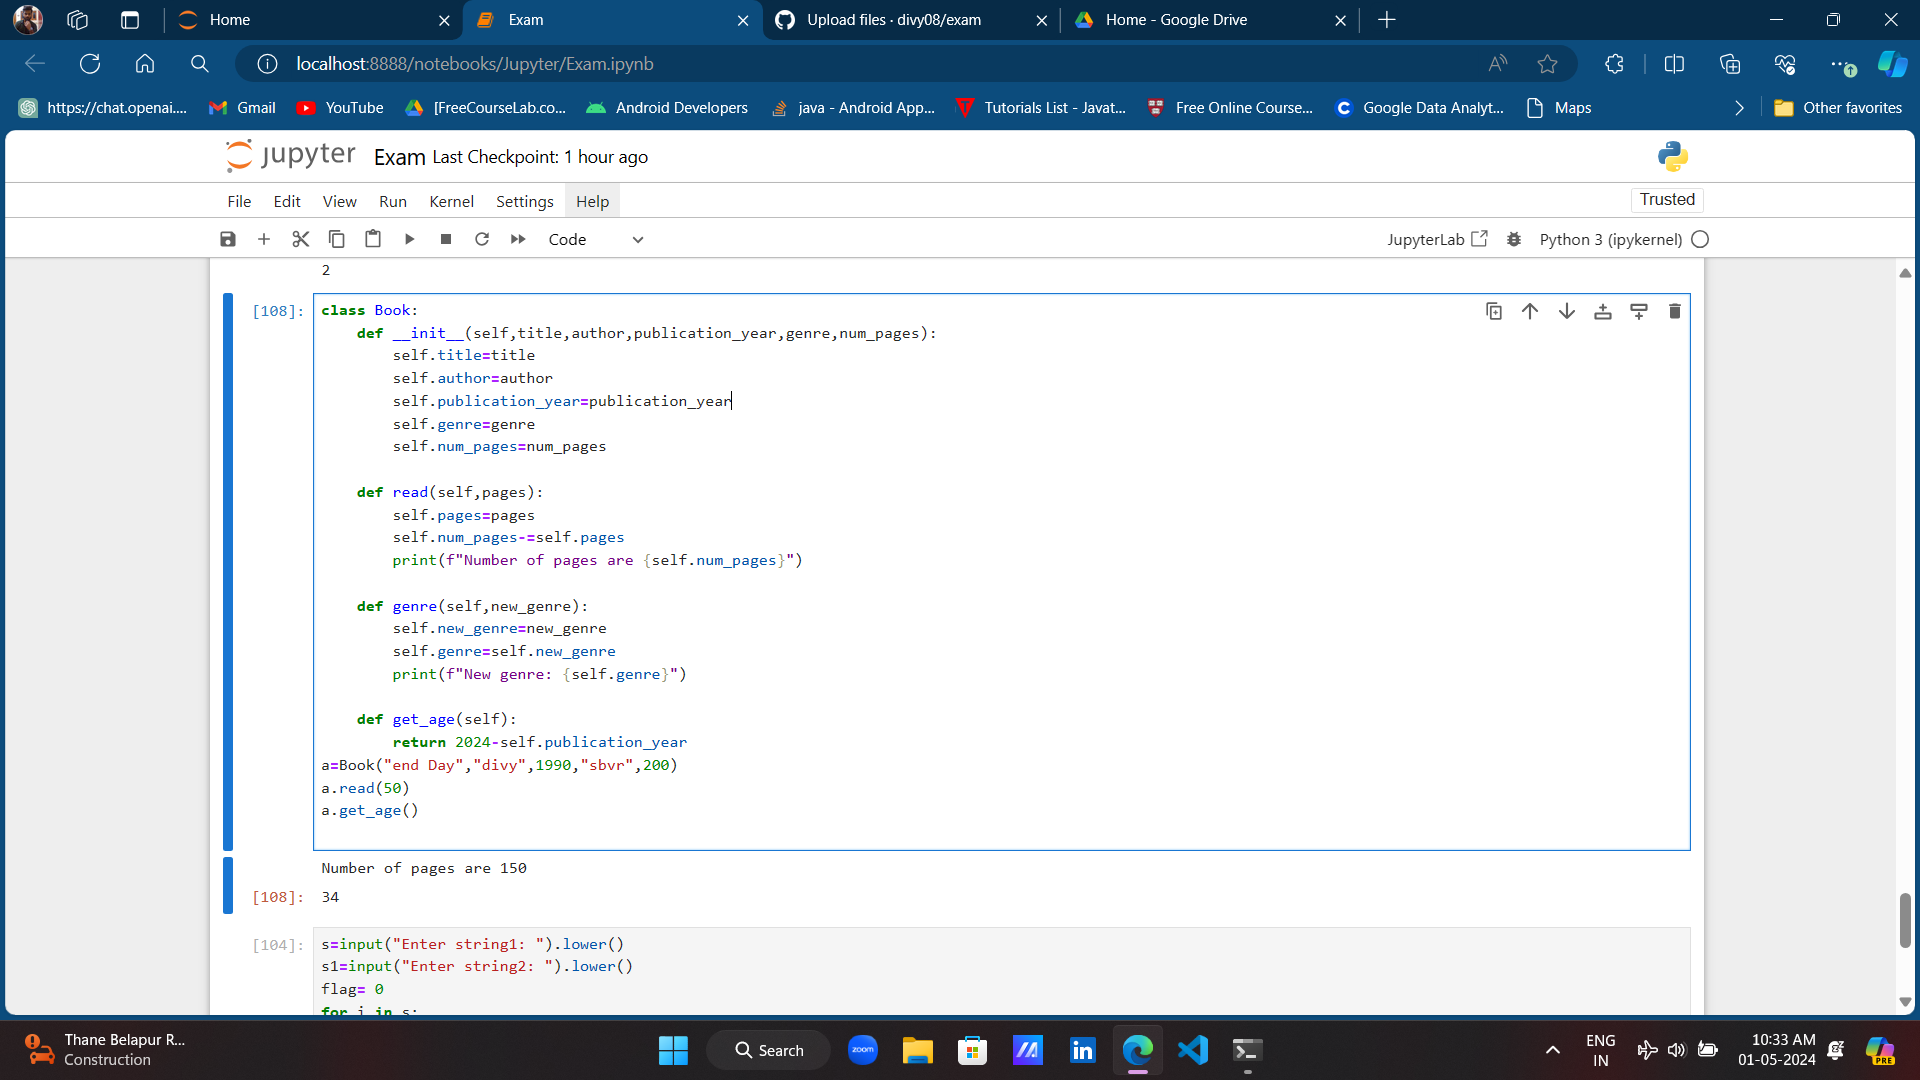 Home
Exam
Upload files · divy08/exam
Home - Google Drive
localhost:8888/notebooks/Jupyter/Exam.ipynb
https://chat.openai....
Gmail
YouTube
[FreeCourseLab.co...
Android Developers
java - Android App...
Tutorials List - Javat...
Free Online Course...
Google Data Analyt...
Maps
Other favorites
jupyter Exam Last Checkpoint: 1 hour ago
File Edit View Run Kernel Settings Help
Trusted
Code
JupyterLab
Python 3 (ipykernel)
2
[108]:
class Book:
    def __init__(self,title,author,publication_year,genre,num_pages):
        self.title=title
        self.author=author
        self.publication_year=publication_year
        self.genre=genre
        self.num_pages=num_pages
    def read(self,pages):
        self.pages=pages
        self.num_pages-=self.pages
        print(f"Number of pages are {self.num_pages}")
    def genre(self,new_genre):
        self.new_genre=new_genre
        self.genre=self.new_genre
        print(f"New genre: {self.genre}")
    def get_age(self):
        return 2024-self.publication_year
a=Book("end Day","divy",1990,"sbvr",200)
a.read(50)
a.get_age()
Number of pages are 150
[108]: 34
[104]:
s=input("Enter string1: ").lower()
s1=input("Enter string2: ").lower()
flag= 0
for i in s:
Thane Belapur R...
Construction
Search
zoom
ENG
IN
10:33 AM
01-05-2024
PRE